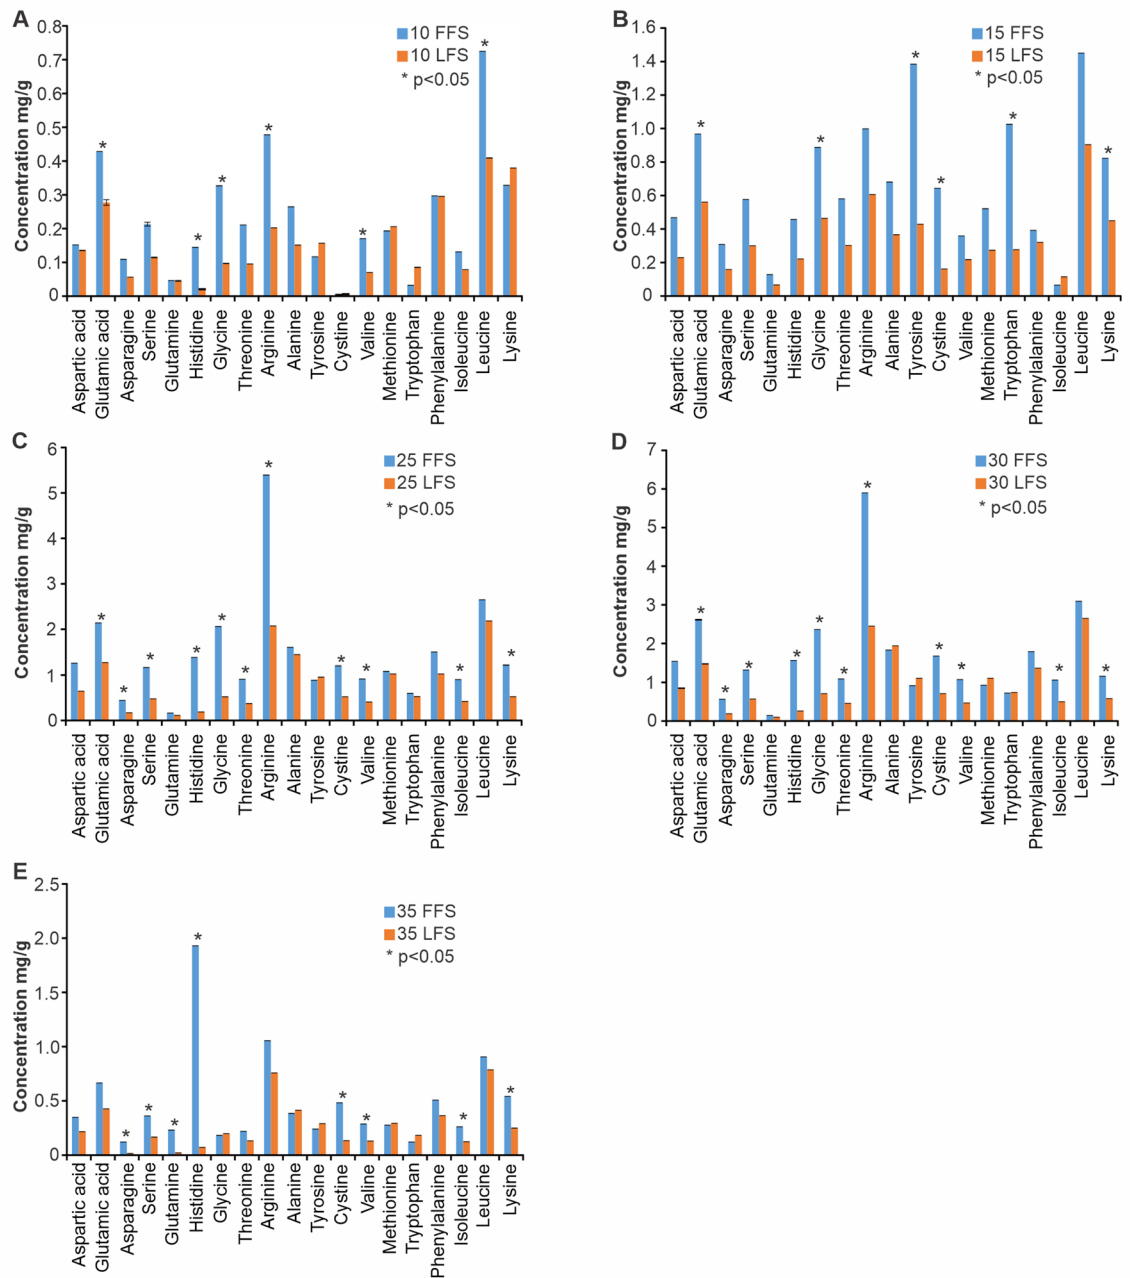 A
Concentration mg/g
0.8
0.7
0.6
0.5
0.4
0.3
0.2
0.1
0
10 FFS
10 LFS
* p<0.05
* * * * * *
Aspartic acid
Glutamic acid
Asparagine
Serine
Glutamine
Histidine
Glycine
Threonine
Arginine
Alanine
Tyrosine
Cystine
Valine
Methionine
Tryptophan
Phenylalanine
Isoleucine
Leucine
Lysine
B
Concentration mg/g
1.6
1.4
1.2
1.0
0.8
0.6
0.4
0.2
0
15 FFS
15 LFS
* p<0.05
* * * * * *
Aspartic acid
Glutamic acid
Asparagine
Serine
Glutamine
Histidine
Glycine
Threonine
Arginine
Alanine
Tyrosine
Cystine
Valine
Methionine
Tryptophan
Phenylalanine
Isoleucine
Leucine
Lysine
C
Concentration mg/g
6
5
4
3
2
1
0
25 FFS
25 LFS
* p<0.05
* * * * * * * * * * *
Aspartic acid
Glutamic acid
Asparagine
Serine
Glutamine
Histidine
Glycine
Threonine
Arginine
Alanine
Tyrosine
Cystine
Valine
Methionine
Tryptophan
Phenylalanine
Isoleucine
Leucine
Lysine
D
Concentration mg/g
7
6
5
4
3
2
1
0
30 FFS
30 LFS
* p<0.05
* * * * * * * * * * *
Aspartic acid
Glutamic acid
Asparagine
Serine
Glutamine
Histidine
Glycine
Threonine
Arginine
Alanine
Tyrosine
Cystine
Valine
Methionine
Tryptophan
Phenylalanine
Isoleucine
Leucine
Lysine
E
Concentration mg/g
2.5
2.0
1.5
1.0
0.5
0
35 FFS
35 LFS
* p<0.05
* * * * * * * *
Aspartic acid
Glutamic acid
Asparagine
Serine
Glutamine
Histidine
Glycine
Threonine
Arginine
Alanine
Tyrosine
Cystine
Valine
Methionine
Tryptophan
Phenylalanine
Isoleucine
Leucine
Lysine